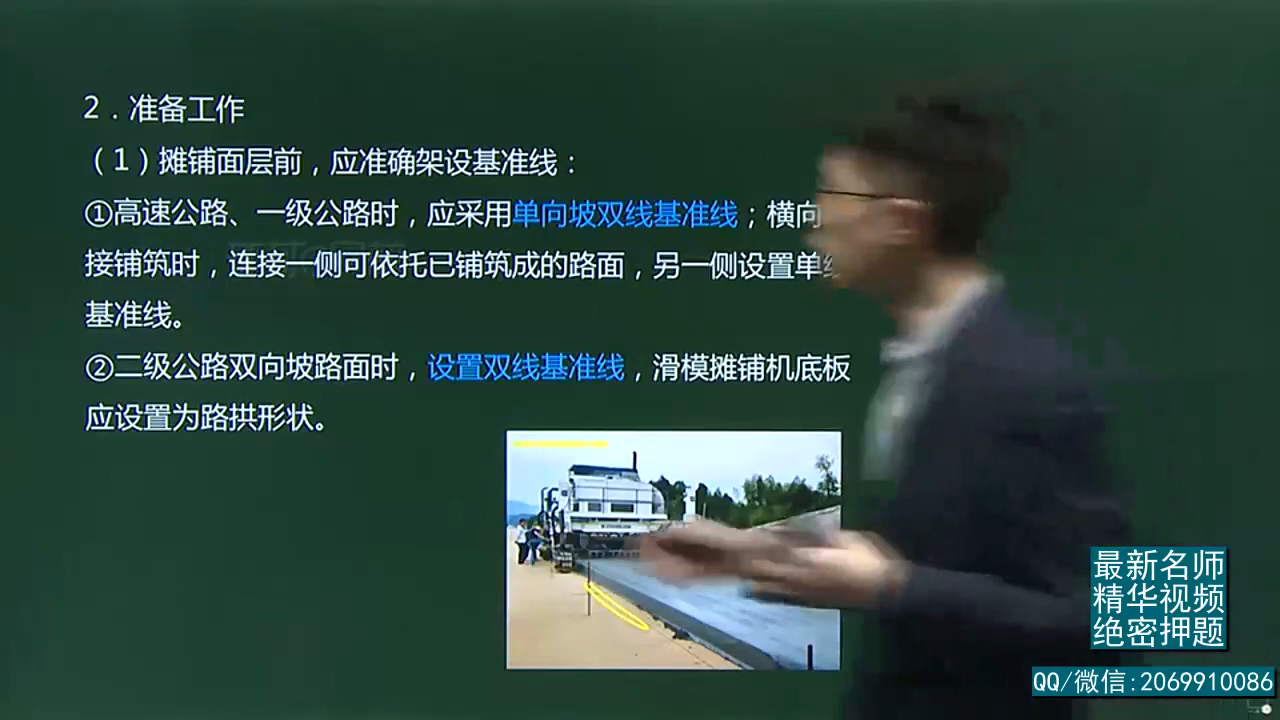 2．准备工作
（1）摊铺面层前，应准确架设基准线：
①高速公路、一级公路时，应采用单向坡双线基准线；横向
接铺筑时，连接一侧可依托已铺筑成的路面，另一侧设置单
基准线。
②二级公路双向坡路面时，设置双线基准线，滑模摊铺机底板
应设置为路拱形状。
最新名师
精华视频
绝密押题
QQ/微信:2069910086